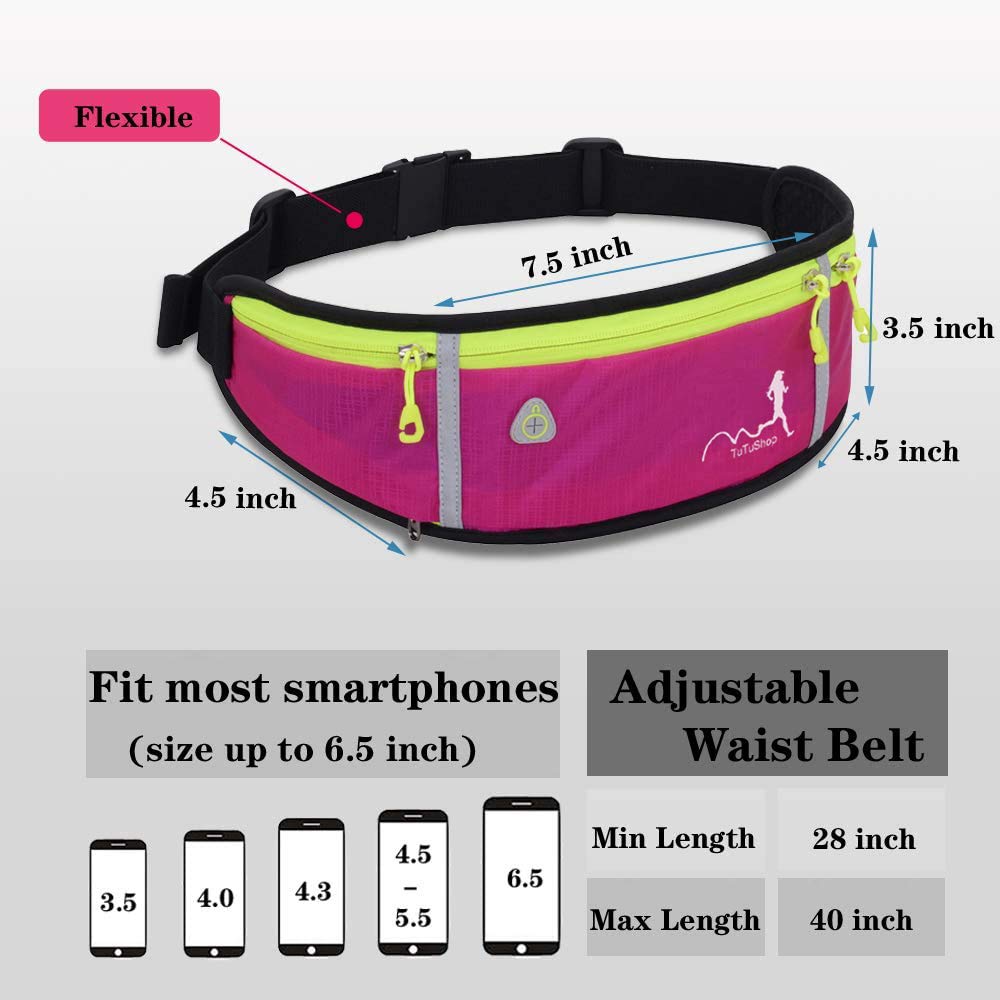 Flexible
7.5 inch
3.5 inch
4.5 inch
4.5 inch
TuTuShop
Fit most smartphones
(size up to 6.5 inch)
3.5
4.0
4.3
4.5
–
5.5
6.5
Adjustable
Waist Belt
Min Length 28 inch
Max Length 40 inch